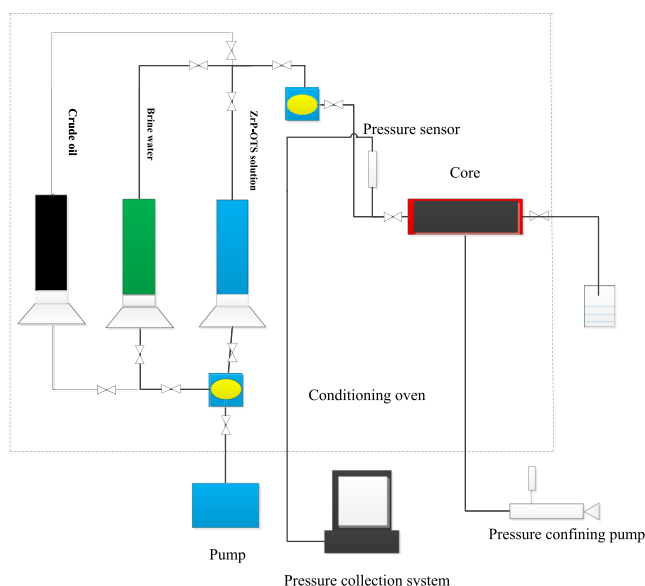 Crude oil
Brine water
ZrP-OTS solution
Pressure sensor
Core
Conditioning oven
Pressure confining pump
Pump
Pressure collection system